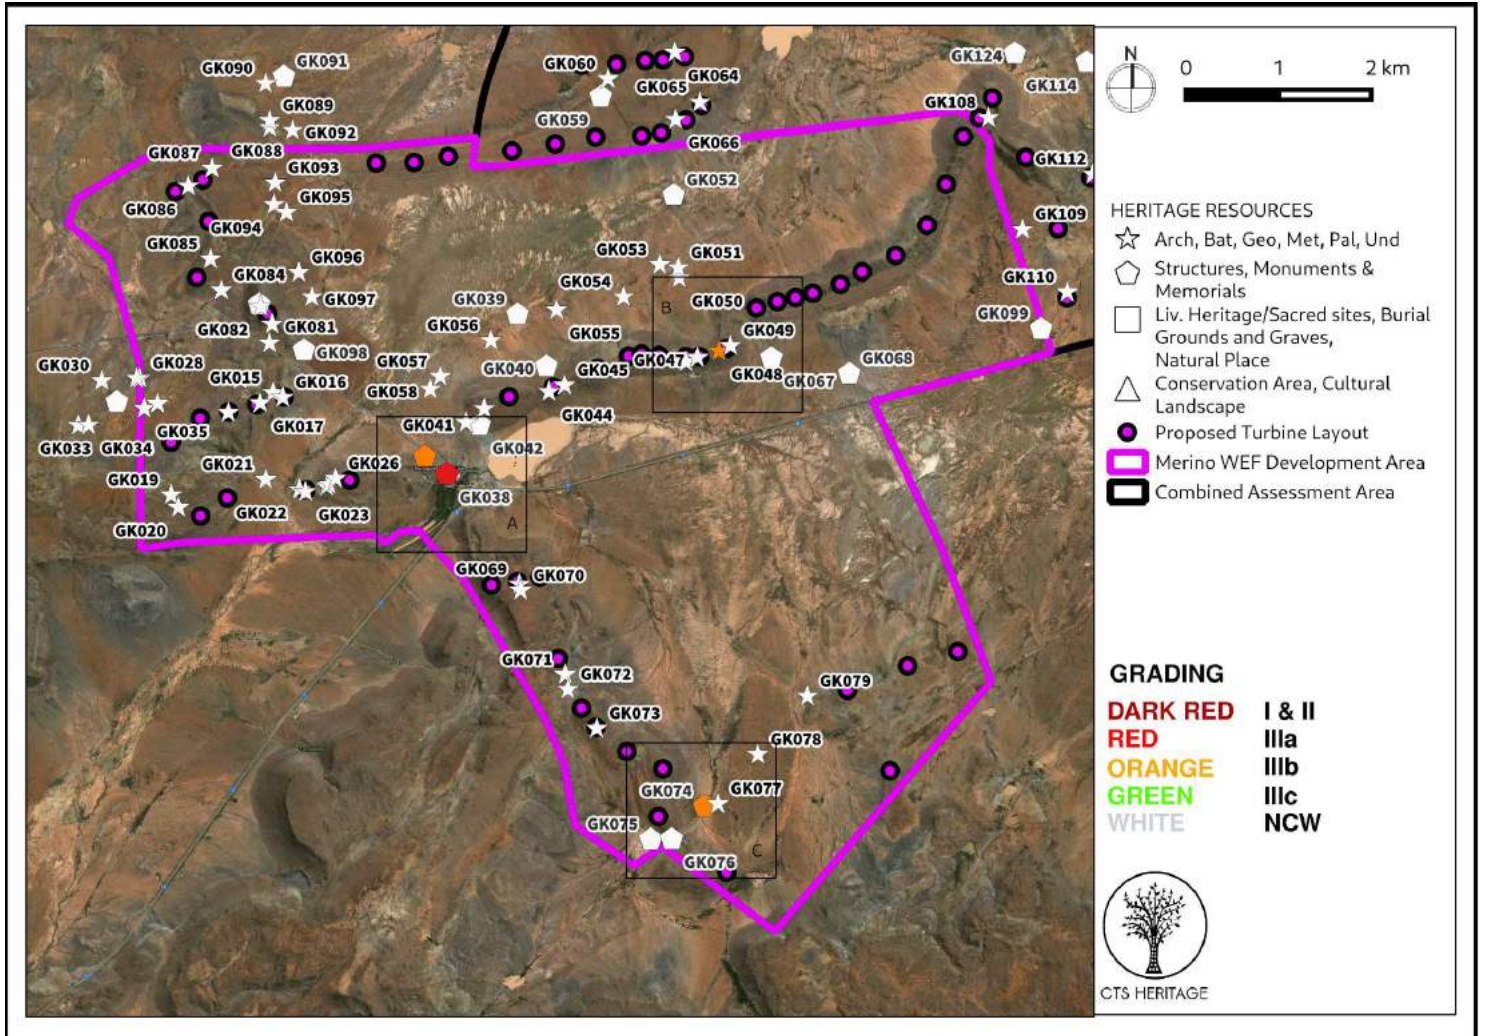 GK090
GK091
GK089
GK092
GK087
GK088
GK093
GK086
GK095
GK094
GK085
GK084
GK096
GK097
GK082
GK081
GK098
GK030
GK028
GK015
GK016
GK035
GK017
GK033
GK034
GK021
GK026
GK019
GK022
GK023
GK020
GK060
GK064
GK065
GK059
GK066
GK052
GK053
GK051
GK054
GK039
GK050
B
GK056
GK055
GK049
GK057
GK040
GK045
GK047
GK048
GK067
GK068
GK058
GK044
GK041
GK042
GK038
A
GK124
GK114
GK108
GK112
GK109
GK110
GK099
GK069
GK070
GK071
GK072
GK073
GK079
GK078
GK074
GK077
GK075
C
GK076
N
0 1 2 km
HERITAGE RESOURCES
Arch, Bat, Geo, Met, Pal, Und
Structures, Monuments &
Memorials
Liv. Heritage/Sacred sites, Burial
Grounds and Graves,
Natural Place
Conservation Area, Cultural
Landscape
Proposed Turbine Layout
Merino WEF Development Area
Combined Assessment Area
GRADING
DARK RED I & II
RED IIIa
ORANGE IIIb
GREEN IIIc
WHITE NCW
CTS HERITAGE